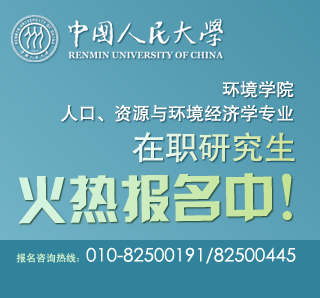 中国人民大学
RENMIN UNIVERSITY OF CHINA
环境学院
人口、资源与环境经济学专业
在职研究生
火热报名中!
报名咨询热线：010-82500191/82500445